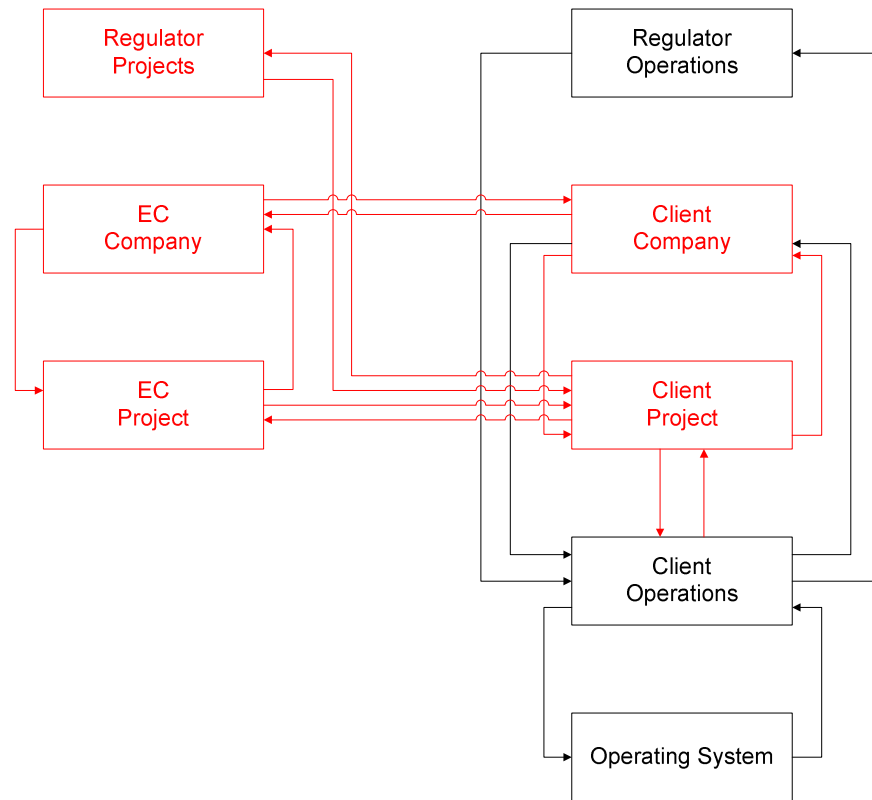 Regulator
Projects
Regulator
Operations
EC
Company
Client
Company
EC
Project
Client
Project
Client
Operations
Operating System